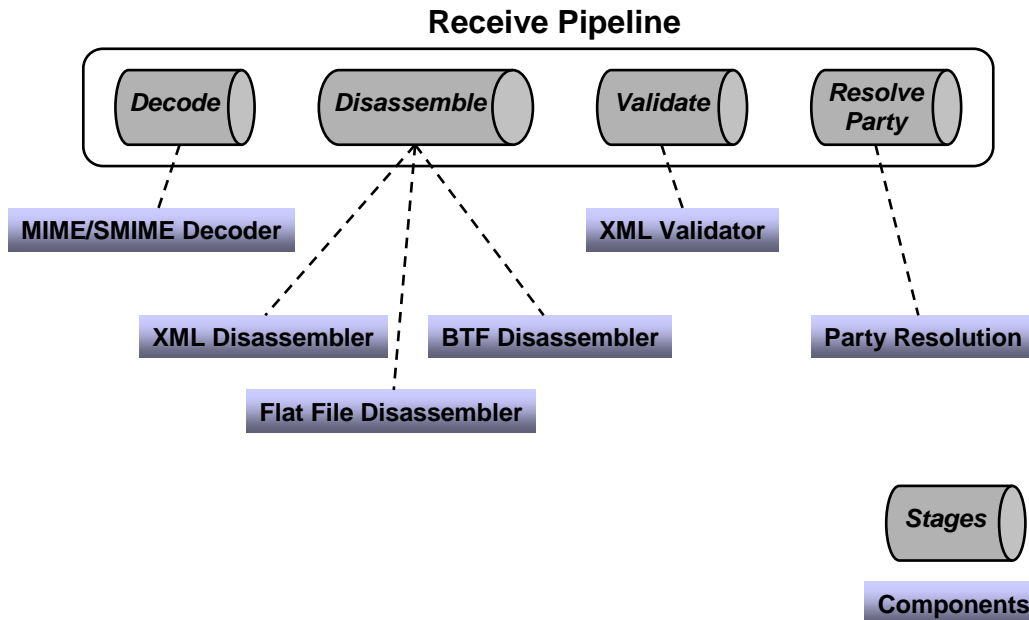 Receive Pipeline
Decode
Disassemble
Validate
Resolve
Party
MIME/SMIME Decoder
XML Validator
XML Disassembler
BTF Disassembler
Party Resolution
Flat File Disassembler
Stages
Components